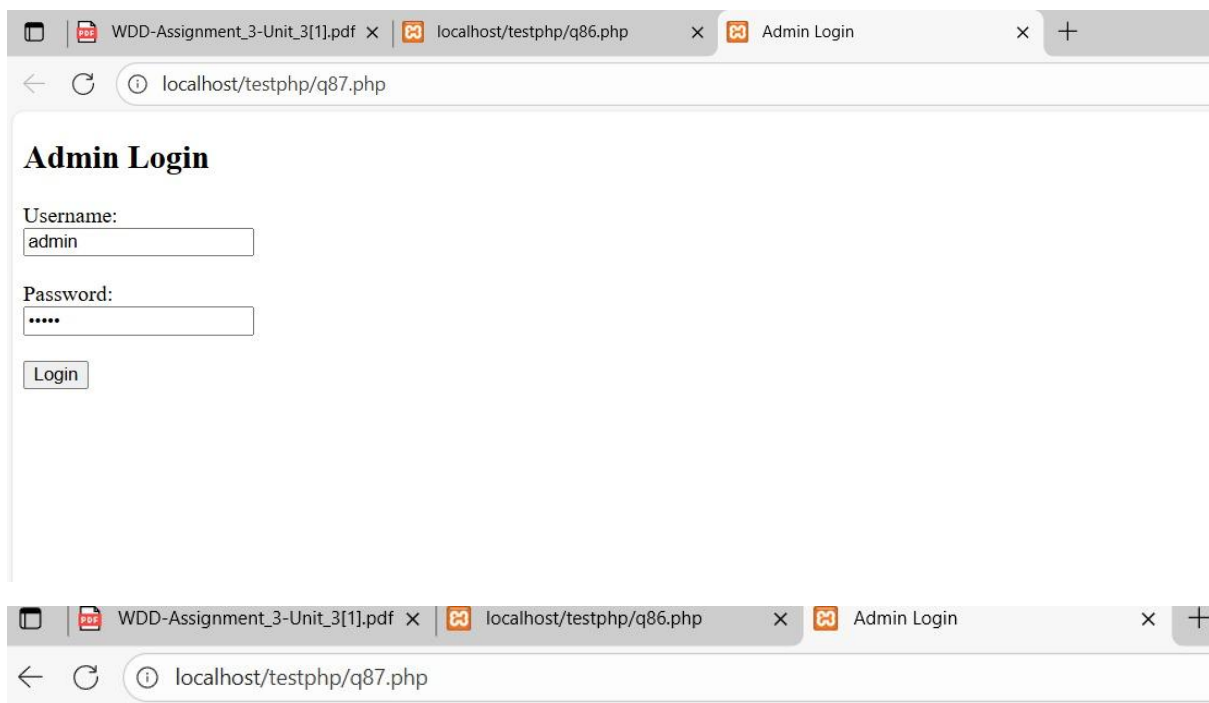 WDD-Assignment_3-Unit_3[1].pdf localhost/testphp/q86.php Admin Login
localhost/testphp/q87.php
Admin Login
Username:
admin
Password:
•••••
Login
WDD-Assignment_3-Unit_3[1].pdf localhost/testphp/q86.php Admin Login
localhost/testphp/q87.php